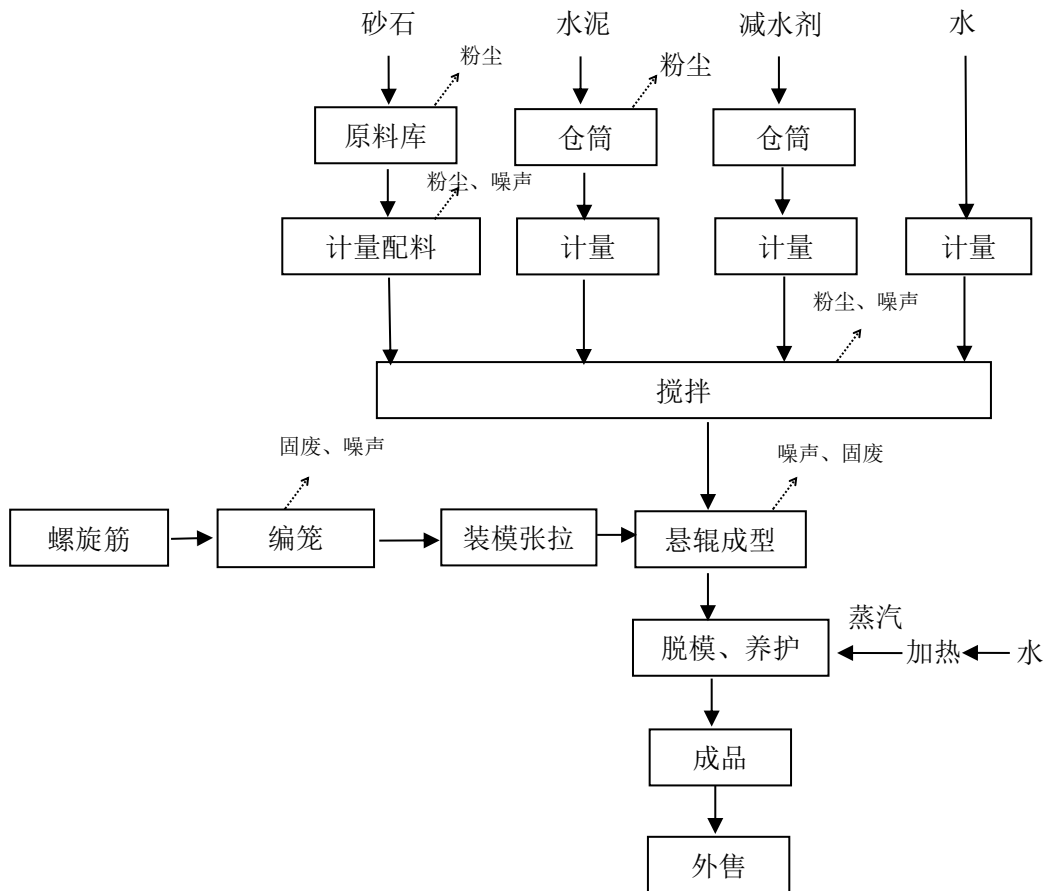 砂石
水泥
减水剂
水
粉尘
粉尘
原料库
仓筒
仓筒
粉尘、噪声
计量配料
计量
计量
计量
粉尘、噪声
搅拌
固废、噪声
噪声、固废
螺旋筋
编笼
装模张拉
悬辊成型
蒸汽
脱模、养护
加热
水
成品
外售